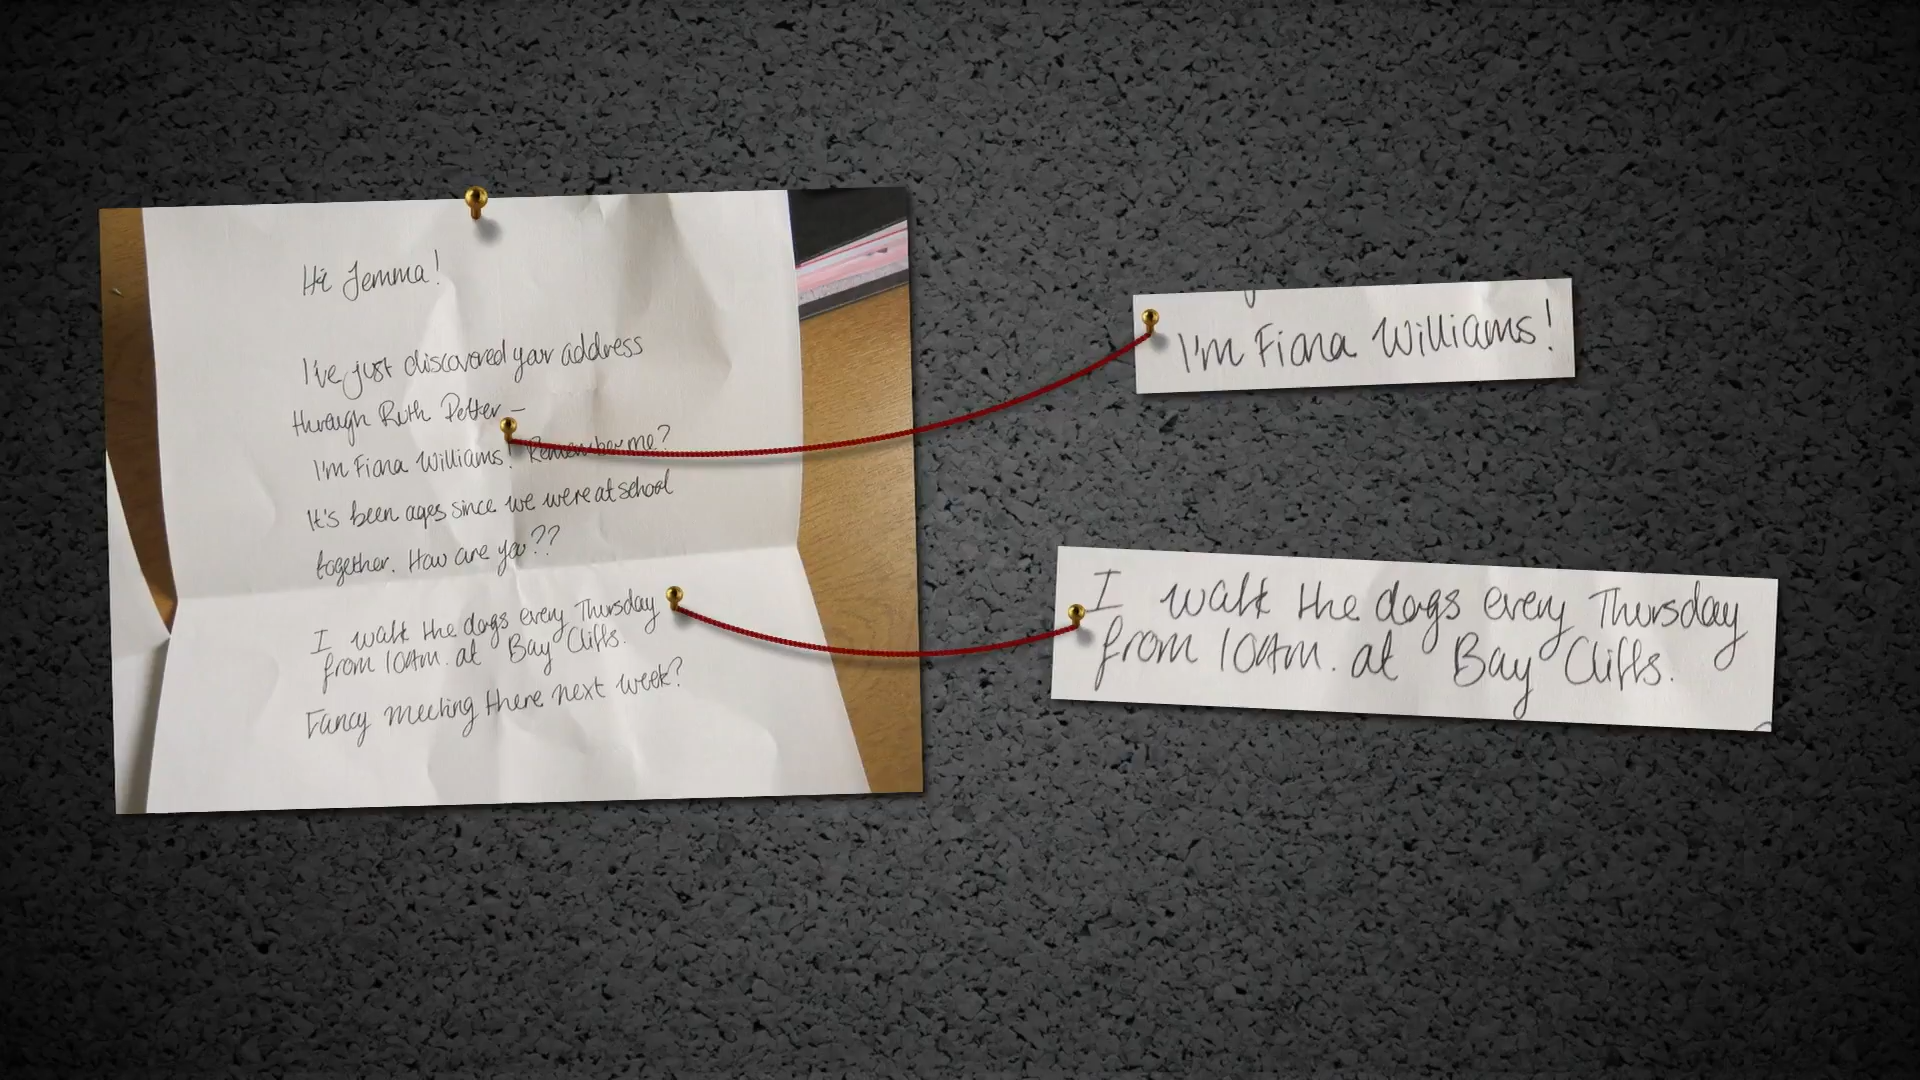 Hi Jemma!
I've just discovered your address
through Ruth Petter –
I'm Fiona Williams! Remember me?
It's been ages since we were at school
together. How are you??
I walk the dogs every Thursday
from 10Am. at Bay Cliffs.
Fancy meeting there next week?
I'm Fiona Williams!
I walk the dogs every Thursday
from 10Am. at Bay Cliffs.